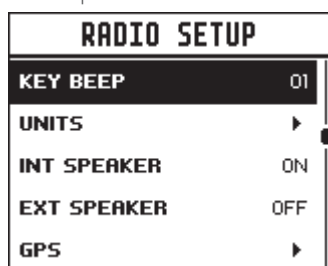 RADIO SETUP
KEY BEEP 01
UNITS
INT SPEAKER ON
EXT SPEAKER OFF
GPS